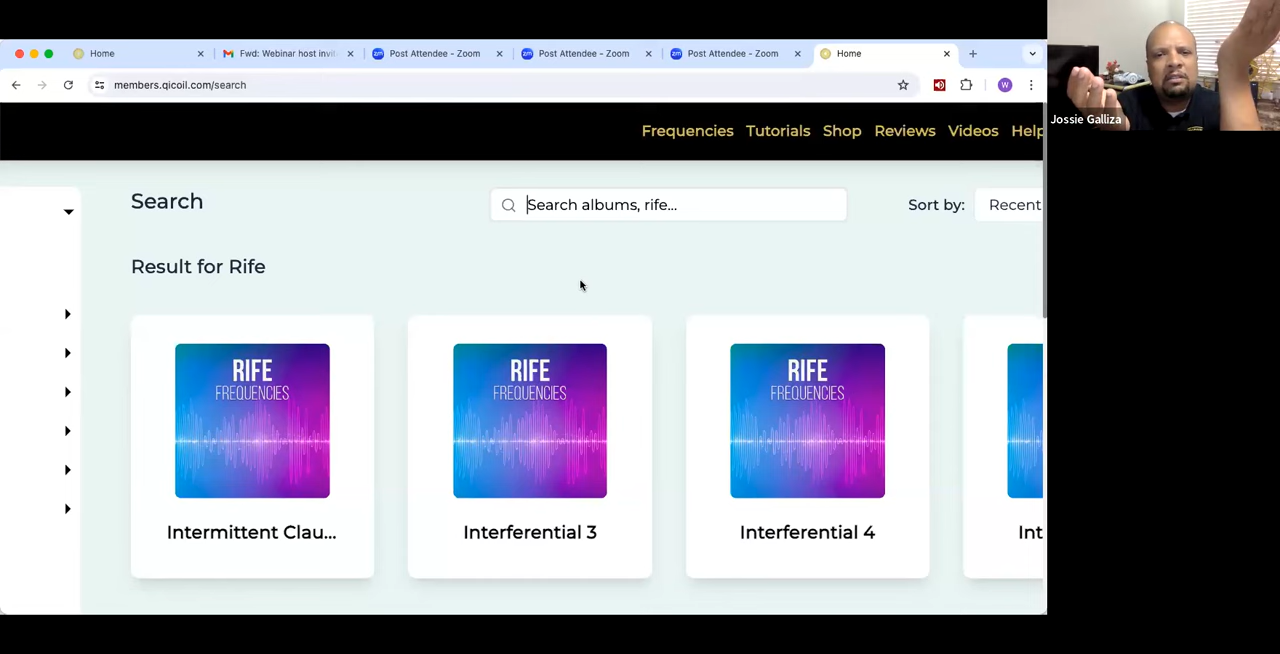 Home
Fwd: Webinar host invi
Post Attendee - Zoom
Post Attendee - Zoom
Post Attendee - Zoom
Home
members.qicoil.com/search
W
Jossie Galliza
Frequencies Tutorials Shop Reviews Videos Help
Search
Search albums, rife...
Sort by: Recent
Result for Rife
RIFE
FREQUENCIES
RIFE
FREQUENCIES
RIFE
FREQUENCIES
Intermittent Clau...
Interferential 3
Interferential 4
Int